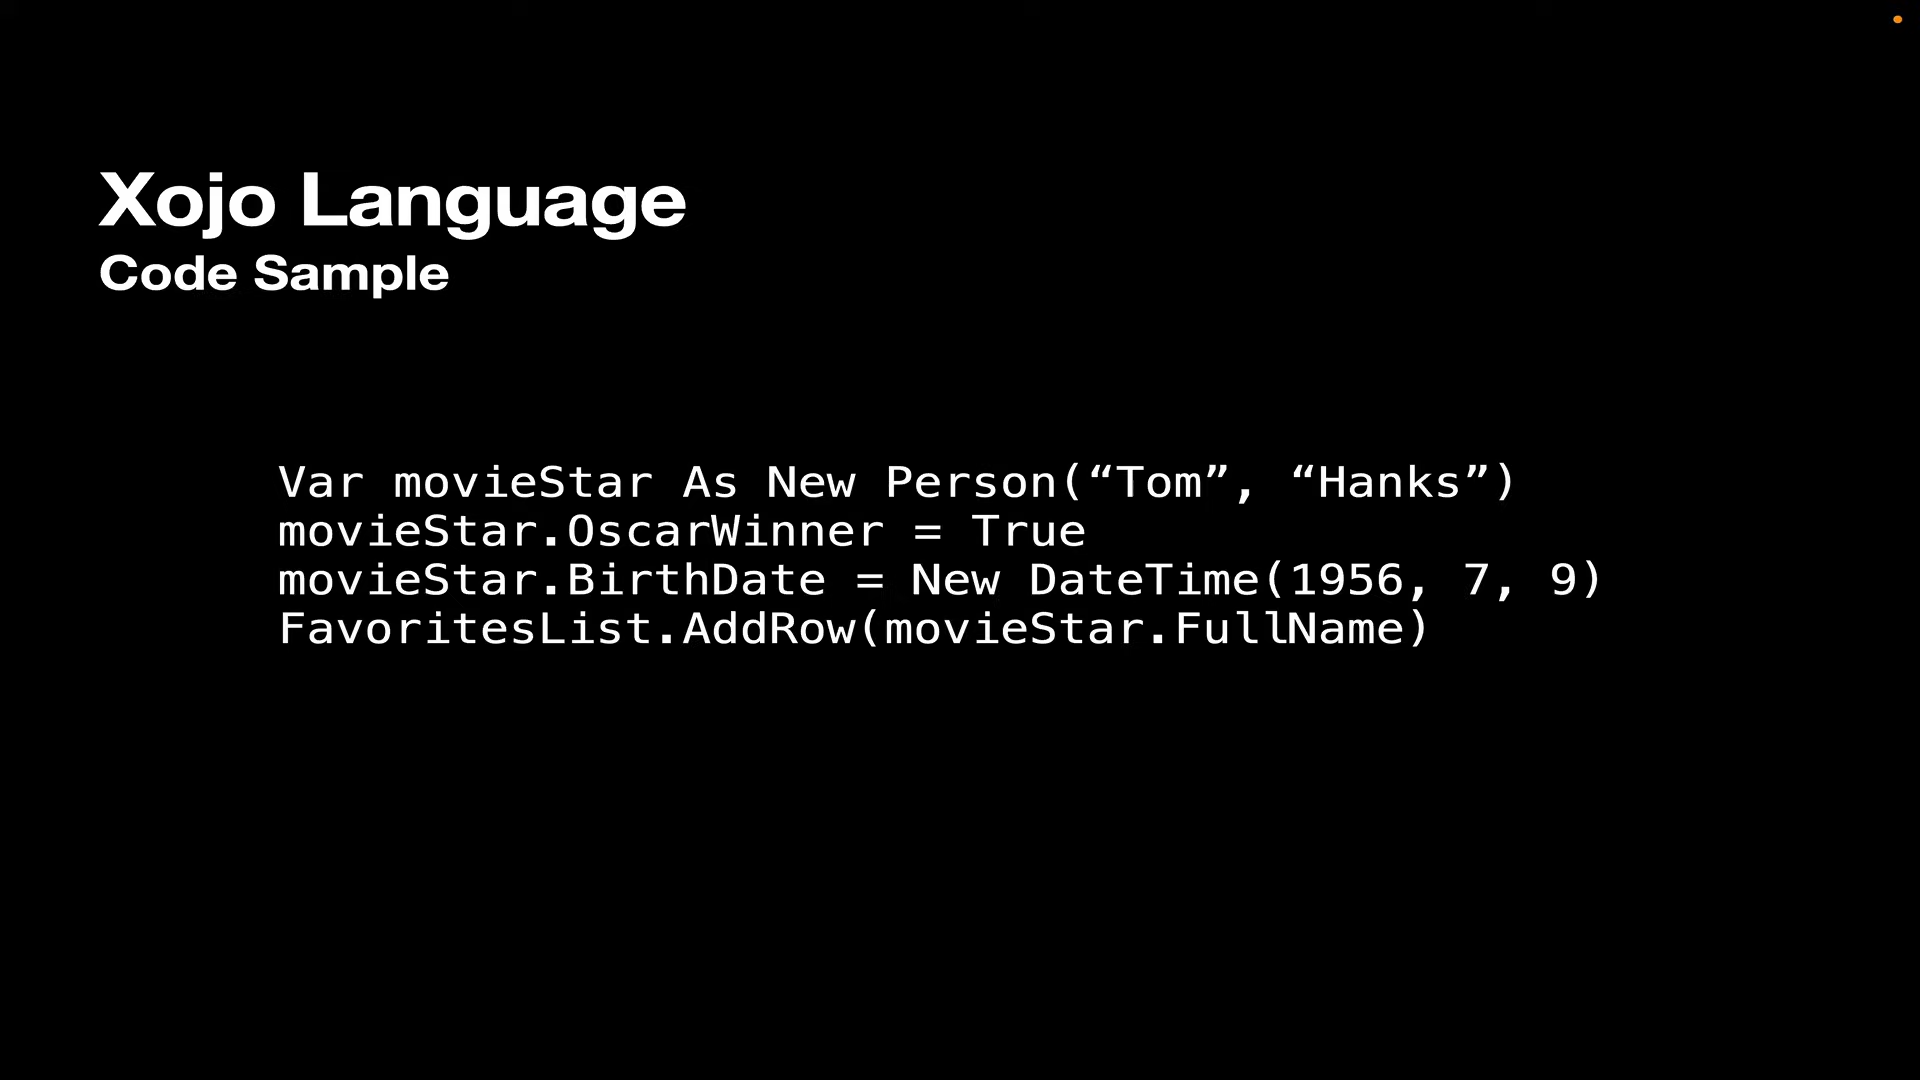 Xojo Language
Code Sample
Var movieStar As New Person(“Tom”, “Hanks”)
movieStar.OscarWinner = True
movieStar.BirthDate = New DateTime(1956, 7, 9)
FavoritesList.AddRow(movieStar.FullName)